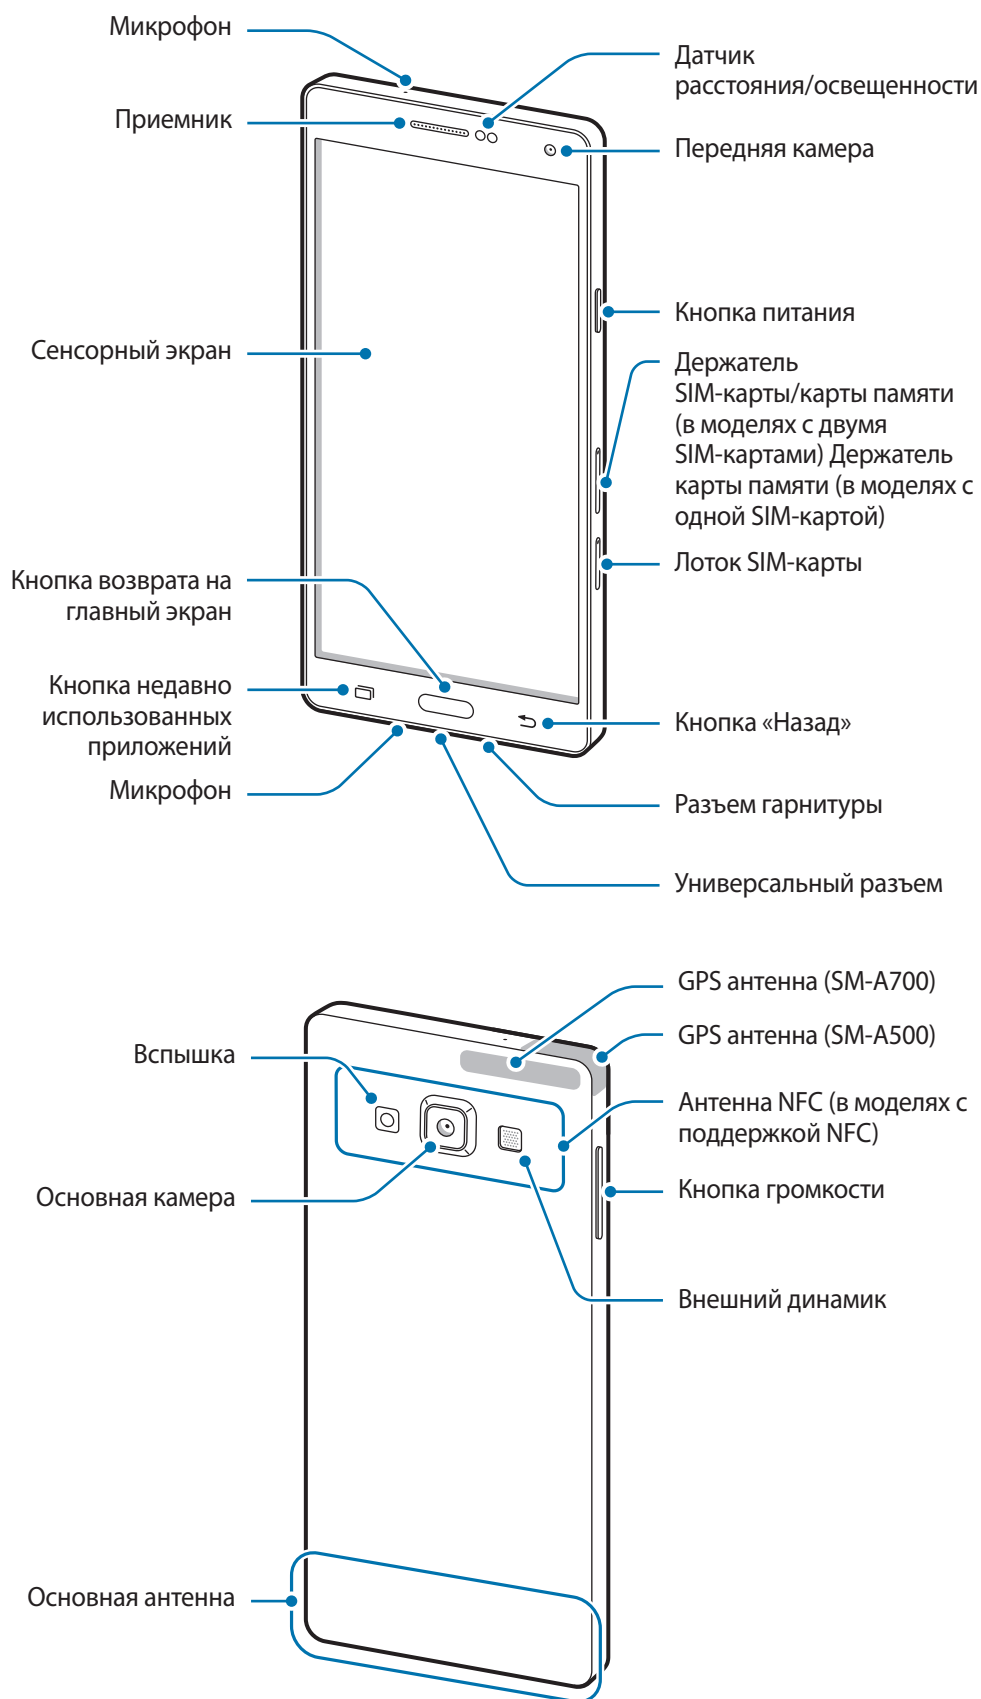 Микрофон
Датчик
расстояния/освещенности
Приемник
Передняя камера
Кнопка питания
Сенсорный экран
Держатель
SIM-карты/карты памяти
(в моделях с двумя
SIM-картами) Держатель
карты памяти (в моделях с
одной SIM-картой)
Лоток SIM-карты
Кнопка возврата на
главный экран
Кнопка недавно
использованных
приложений
Кнопка «Назад»
Микрофон
Разъем гарнитуры
Универсальный разъем
GPS антенна (SM-A700)
GPS антенна (SM-A500)
Вспышка
Антенна NFC (в моделях с
поддержкой NFC)
Основная камера
Кнопка громкости
Внешний динамик
Основная антенна